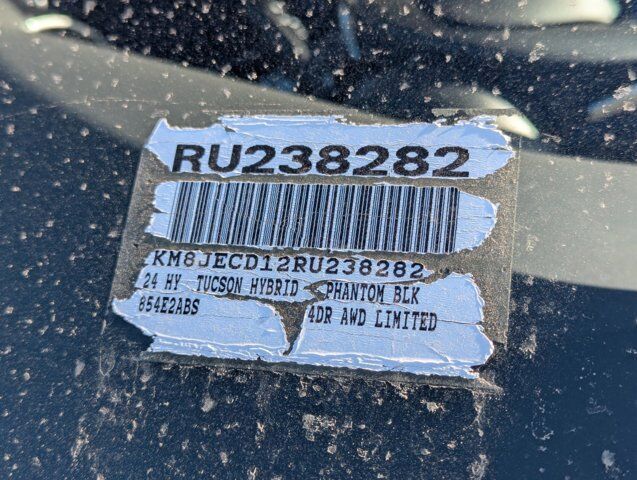 RU238282
KM8JECD12RU238282
24 HY TUCSON HYBRID PHANTOM BLK
854E2ABS 4DR AWD LIMITED